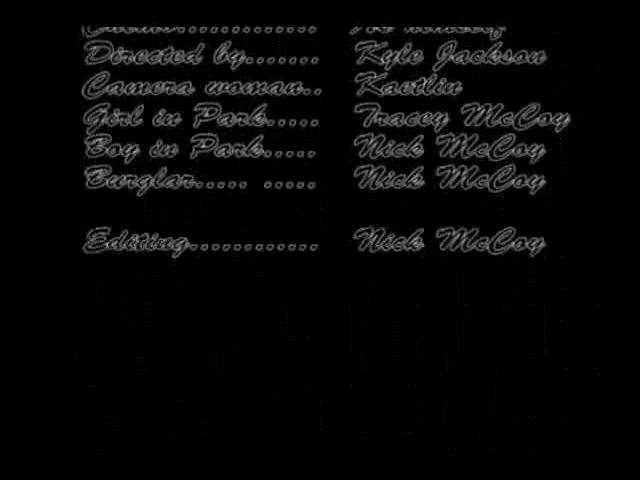 Directed by....... Kyle Jackson
Camera woman.. Kaetlin
Girl in Park..... Tracey McCoy
Boy in Park..... Nick McCoy
Burglar..... ..... Nick McCoy
Editing............. Nick McCoy